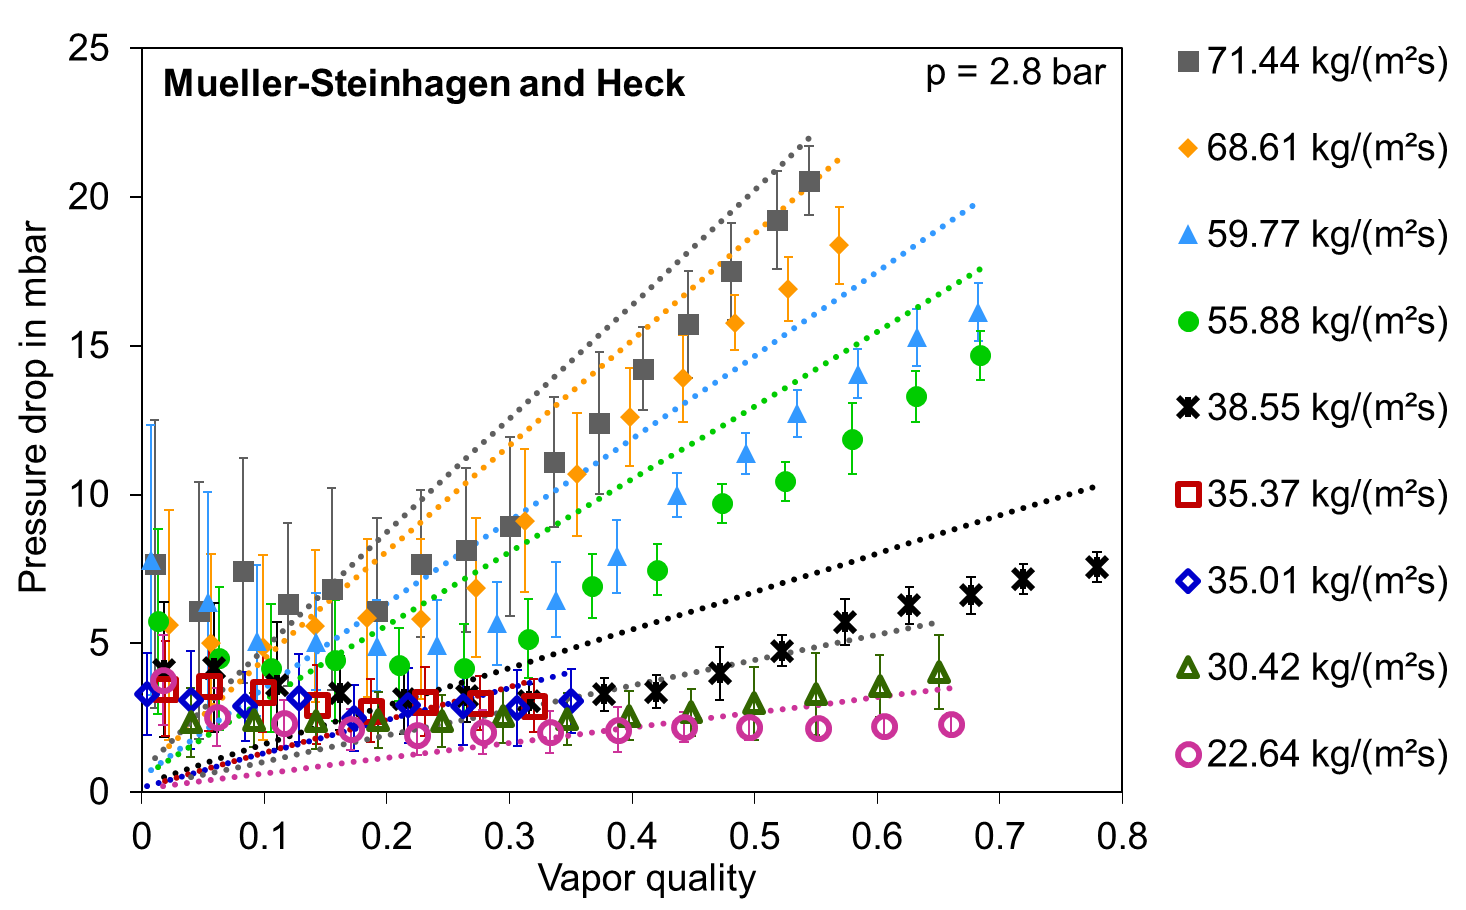 25
Mueller-Steinhagen and Heck
p = 2.8 bar
20
15
10
5
0
Pressure drop in mbar
0 0.1 0.2 0.3 0.4 0.5 0.6 0.7 0.8
Vapor quality
71.44 kg/(m²s)
68.61 kg/(m²s)
59.77 kg/(m²s)
55.88 kg/(m²s)
38.55 kg/(m²s)
35.37 kg/(m²s)
35.01 kg/(m²s)
30.42 kg/(m²s)
22.64 kg/(m²s)